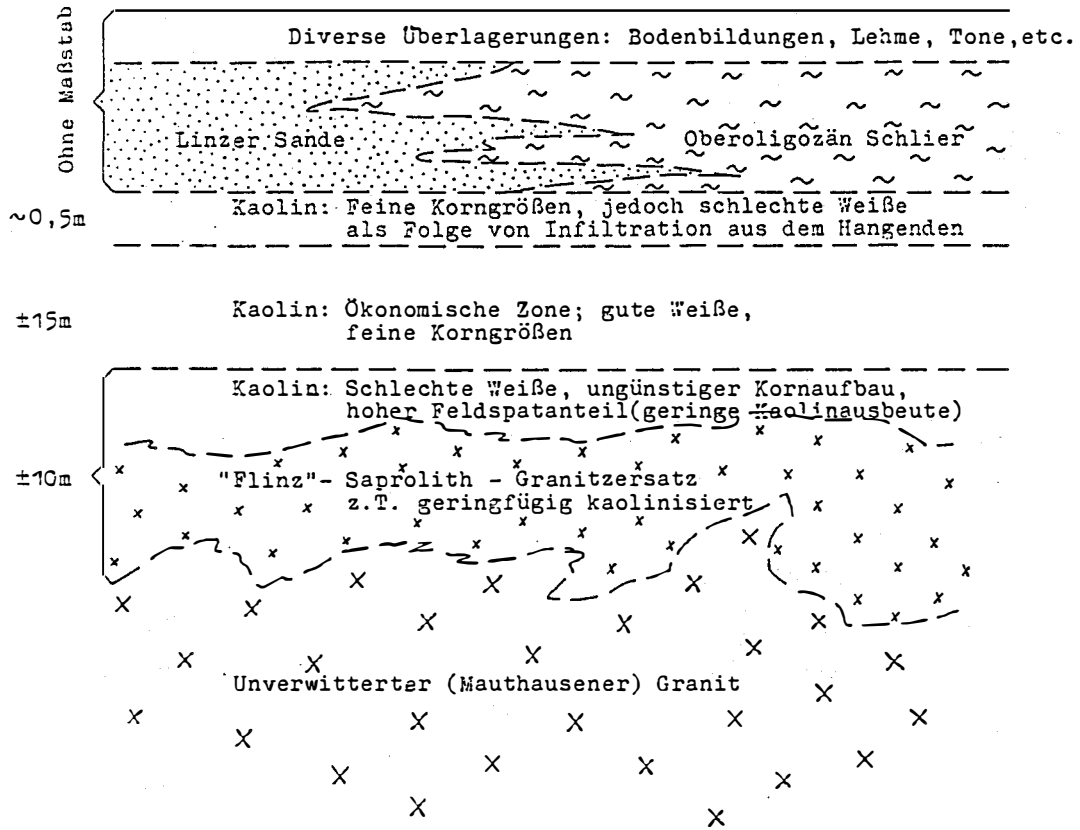 Ohne Maßstab
Diverse Überlagerungen: Bodenbildungen, Lehme, Tone,etc.
Linzer Sande
Oberoligozän Schlier
~0,5m
Kaolin: Feine Korngrößen, jedoch schlechte Weiße
als Folge von Infiltration aus dem Hangenden
±15m
Kaolin: Ökonomische Zone; gute Weiße,
feine Korngrößen
Kaolin: Schlechte Weiße, ungünstiger Kornaufbau,
hoher Feldspatanteil(geringe Kaolinausbeute)
±10m
"Flinz"- Saprolith - Granitzersatz
z.T. geringfügig kaolinisiert
Unverwitterter (Mauthausener) Granit